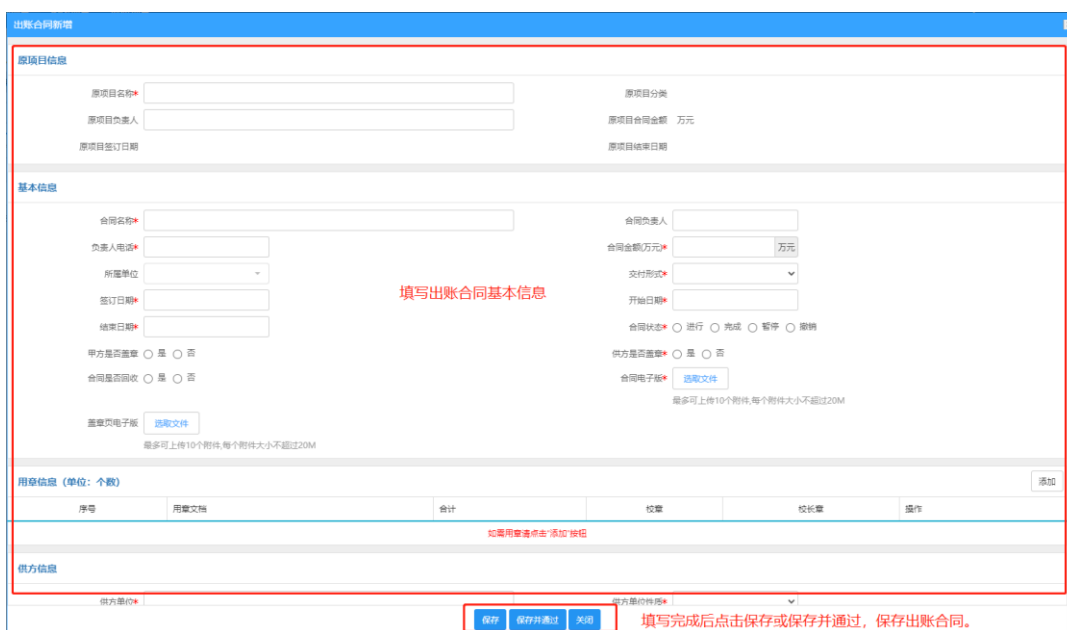 出账合同新增
原项目信息
原项目名称* 原项目分类
原项目负责人 原项目合同金额 万元
原项目签订日期 原项目结束日期
基本信息
合同名称* 合同负责人
负责人电话* 合同金额(万元)* 万元
所属单位 交付形式*
填写出账合同基本信息
签订日期* 开始日期*
结束日期* 合同状态* 进行 完成 暂停 撤销
甲方是否盖章 是 否 供方是否盖章* 是 否
合同是否回收 是 否 合同电子版* 选取文件
最多可上传10个附件,每个附件大小不超过20M
盖章页电子版 选取文件
最多可上传10个附件,每个附件大小不超过20M
用章信息（单位：个数） 添加
序号 用章文档 合计 校章 校长章 操作
如需用章请点击"添加"按钮
供方信息
供方单位* 供方单位性质*
保存 保存并通过 关闭
填写完成后点击保存或保存并通过，保存出账合同。